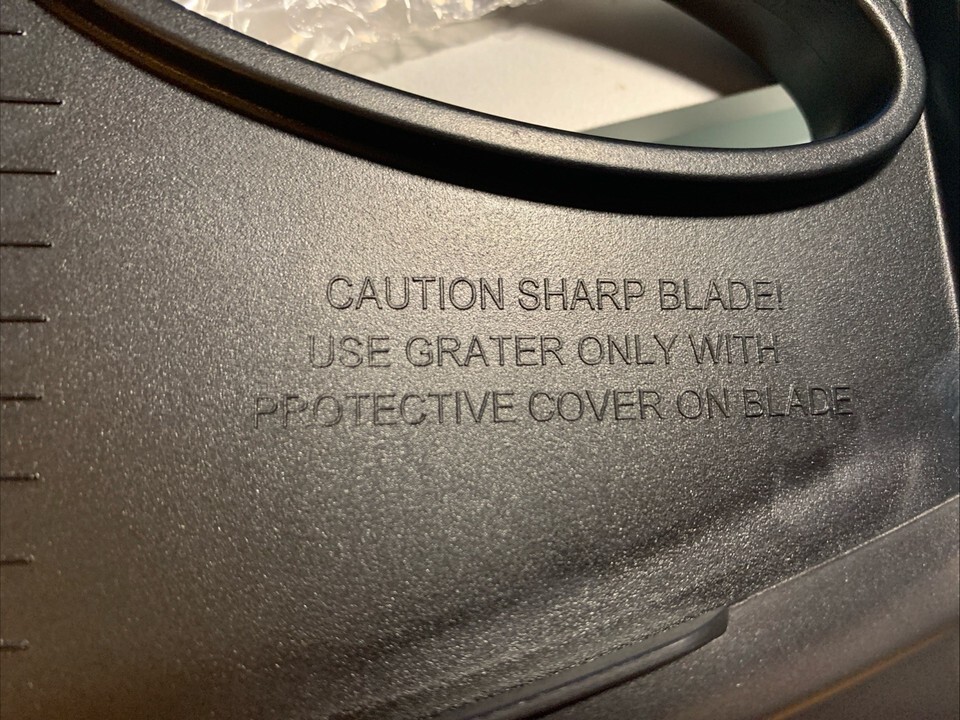 CAUTION SHARP BLADE!
USE GRATER ONLY WITH
PROTECTIVE COVER ON BLADE